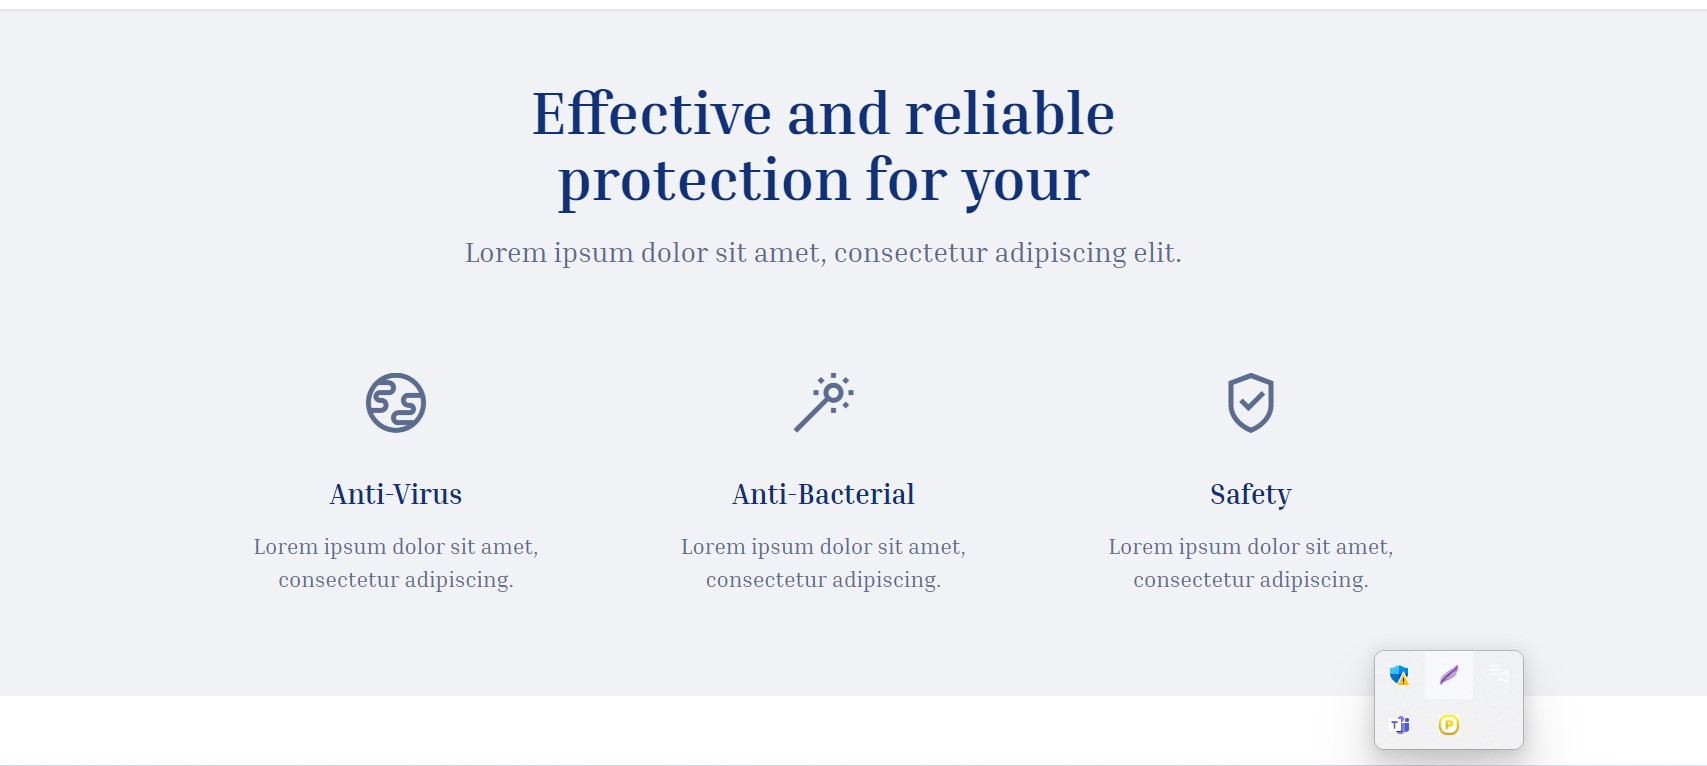 Effective and reliable
protection for your
Lorem ipsum dolor sit amet, consectetur adipiscing elit.
Anti-Virus
Anti-Bacterial
Safety
Lorem ipsum dolor sit amet,
consectetur adipiscing.
Lorem ipsum dolor sit amet,
consectetur adipiscing.
Lorem ipsum dolor sit amet,
consectetur adipiscing.
T
P